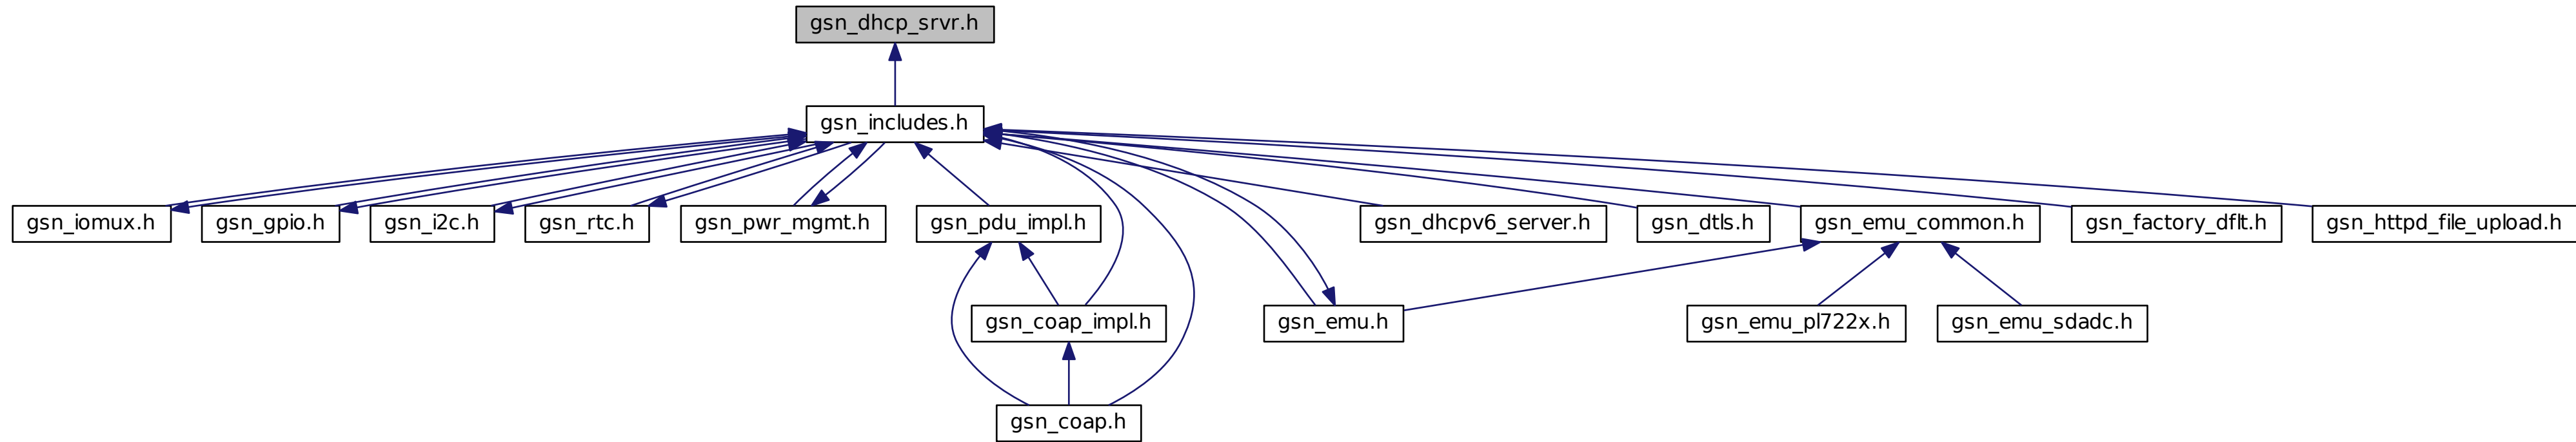 gsn_dhcp_srvr.h
gsn_includes.h
gsn_iomux.h
gsn_gpio.h
gsn_i2c.h
gsn_rtc.h
gsn_pwr_mgmt.h
gsn_pdu_impl.h
gsn_dhcpv6_server.h
gsn_dtls.h
gsn_emu_common.h
gsn_factory_dflt.h
gsn_httpd_file_upload.h
gsn_coap_impl.h
gsn_emu.h
gsn_emu_pl722x.h
gsn_emu_sdadc.h
gsn_coap.h